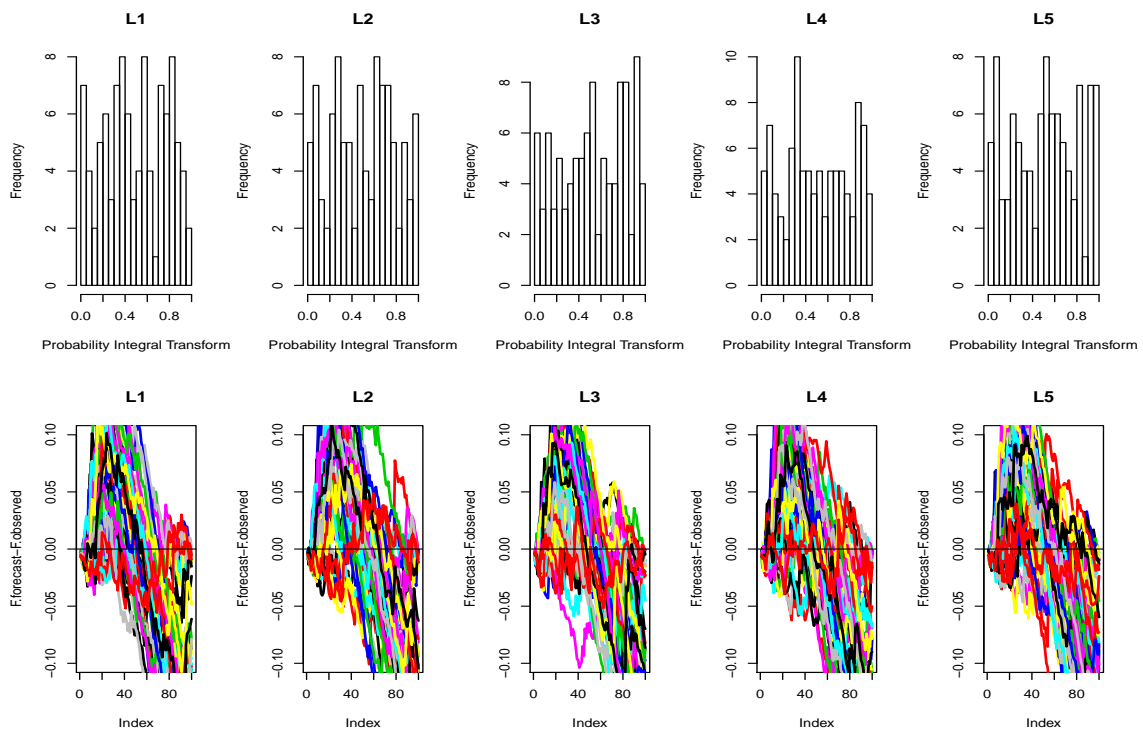 L1
L2
L3
L4
L5
Frequency
0 2 4 6 8
0.0 0.4 0.8
Probability Integral Transform
Frequency
0 2 4 6 8
0.0 0.4 0.8
Probability Integral Transform
Frequency
0 2 4 6 8
0.0 0.4 0.8
Probability Integral Transform
Frequency
0 2 4 6 8 10
0.0 0.4 0.8
Probability Integral Transform
Frequency
0 2 4 6 8
0.0 0.4 0.8
Probability Integral Transform
L1
L2
L3
L4
L5
F.forecast-F.observed
−0.10 −0.05 0.00 0.05 0.10
0 40 80
Index
F.forecast-F.observed
−0.10 −0.05 0.00 0.05 0.10
0 40 80
Index
F.forecast-F.observed
−0.10 −0.05 0.00 0.05 0.10
0 40 80
Index
F.forecast-F.observed
−0.10 −0.05 0.00 0.05 0.10
0 40 80
Index
F.forecast-F.observed
−0.10 −0.05 0.00 0.05 0.10
0 40 80
Index